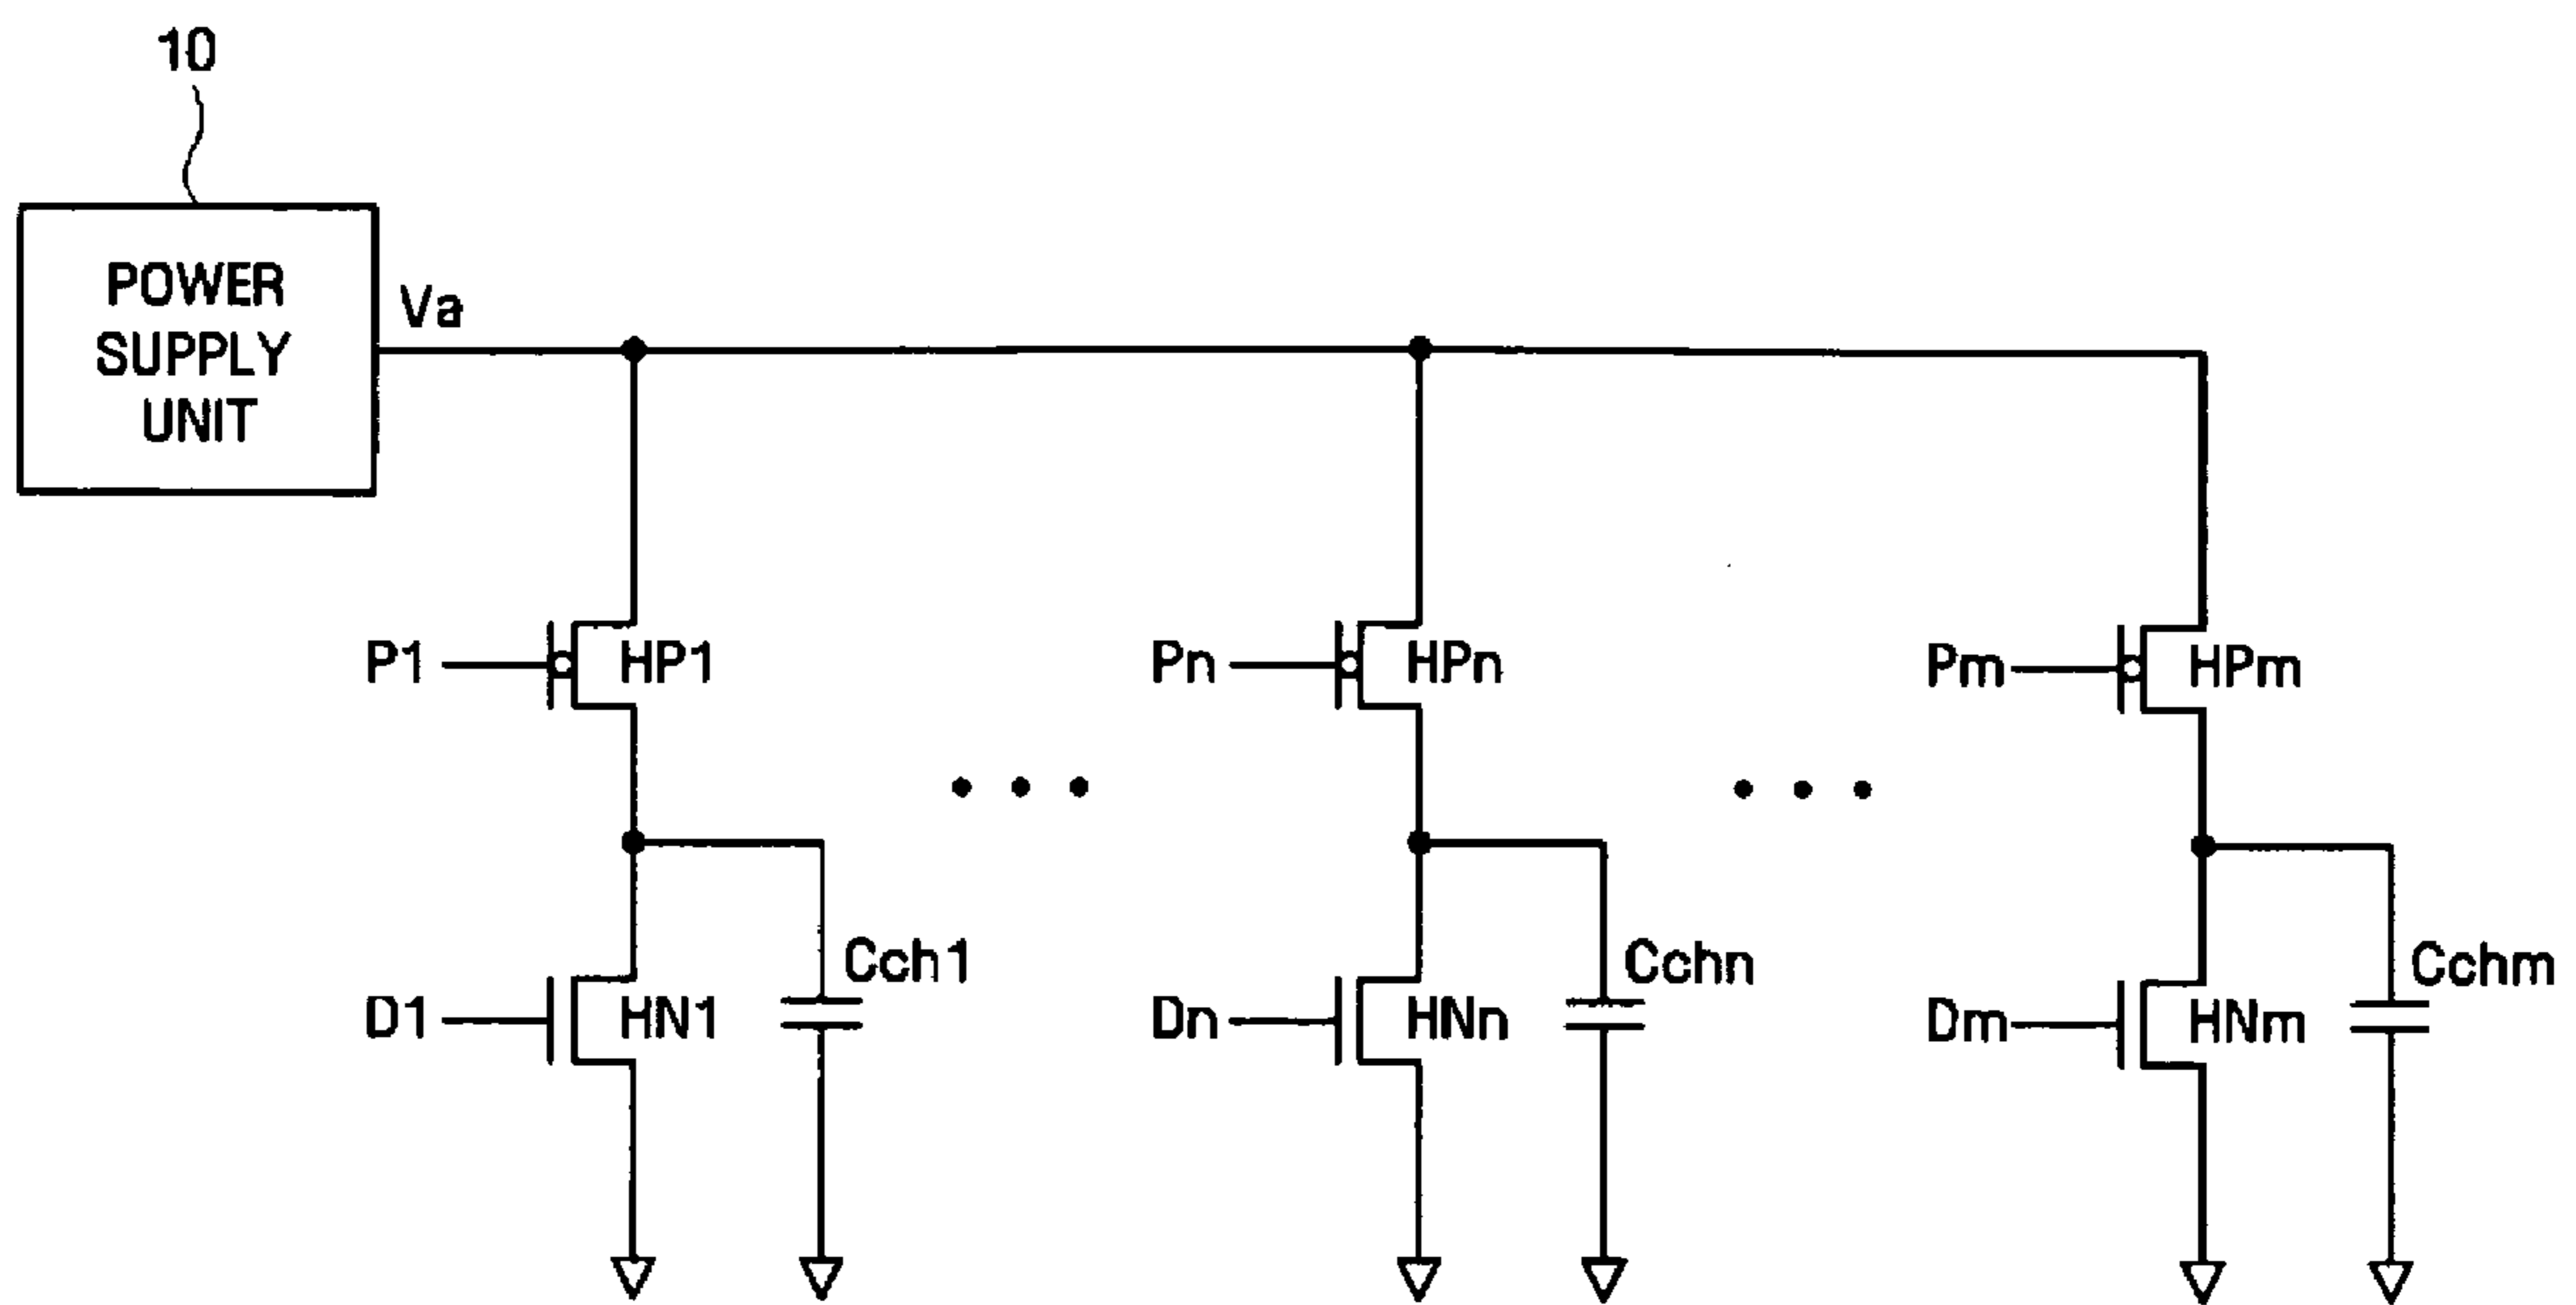 10
POWER
SUPPLY
UNIT
Va
P1
HP1
Pn
HPn
Pm
HPm
Cch1
Cchn
Cchm
D1
HN1
Dn
HNn
Dm
HNm